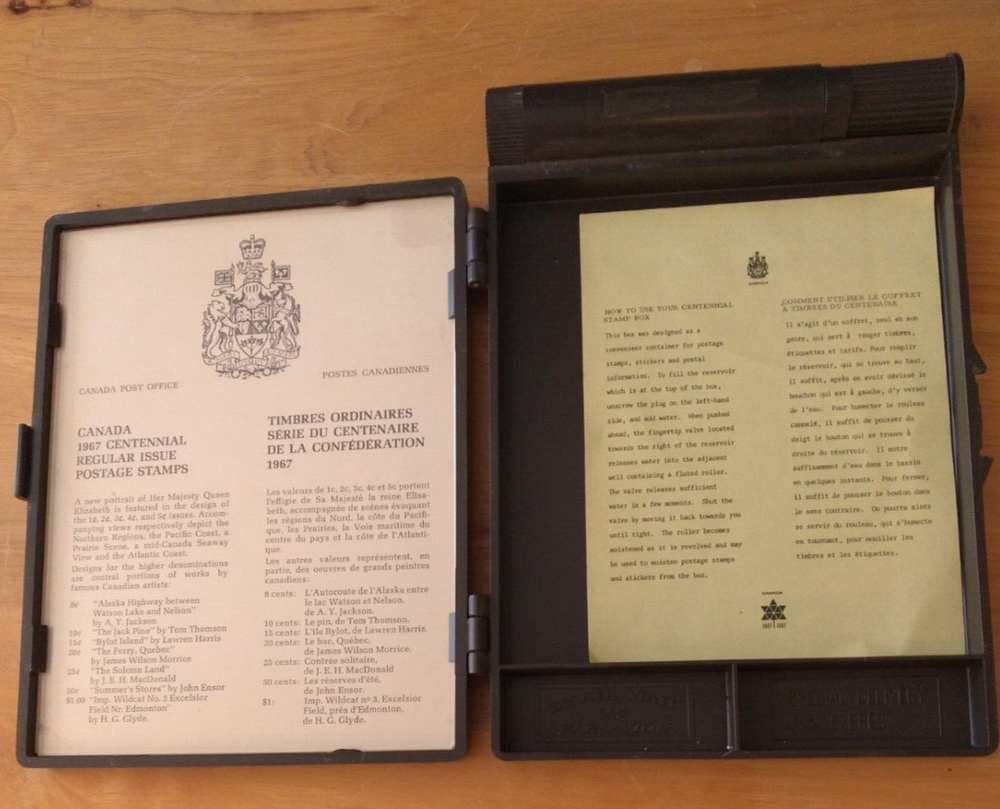 CANADA POST OFFICE
POSTES CANADIENNES
CANADA
1967 CENTENNIAL
REGULAR ISSUE
POSTAGE STAMPS
A new portrait of Her Majesty Queen
Elizabeth is featured in the design of
the 1¢, 2¢, 3¢, 4¢, and 5¢ issues. Accom-
panying views respectively depict the
Northern Regions, the Pacific Coast, a
Prairie Scene, a mid-Canada Seaway
View and the Atlantic Coast.
Designs for the higher denominations
are central portions of works by
famous Canadian artists:
8¢ "Alaska Highway between
Watson Lake and Nelson"
by A. Y. Jackson
10¢ "The Jack Pine" by Tom Thomson
15¢ "Bylot Island" by Lawren Harris
20¢ "The Ferry, Quebec"
by James Wilson Morrice
25¢ "The Solemn Land"
by J. E. H. MacDonald
50¢ "Summer's Stores" by John Ensor
$1.00 "Imp. Wildcat No. 3 Excelsior
Field Nr. Edmonton"
by H. G. Glyde.
TIMBRES ORDINAIRES
SÉRIE DU CENTENAIRE
DE LA CONFÉDÉRATION
1967
Les valeurs de 1c, 2c, 3c, 4c et 5c portent
l'effigie de Sa Majesté la reine Elisa-
beth, accompagnée de scènes évoquant
les régions du Nord, la côte du Pacifi-
que, les Prairies, la Voie maritime du
centre du pays et la côte de l'Atlanti-
que.
Les autres valeurs représentent, en
partie, des oeuvres de grands peintres
canadiens:
8 cents: L'Autoroute de l'Alaska entre
le lac Watson et Nelson,
de A. Y. Jackson.
10 cents: Le pin, de Tom Thomson.
15 cents: L'île Bylot, de Lawren Harris.
20 cents: Le bac, Québec,
de James Wilson Morrice.
25 cents: Contrée solitaire,
de J. E. H. MacDonald
50 cents: Les réserves d'été,
de John Ensor.
$1: Imp. Wildcat nº 3, Excelsior
Field, près d'Edmonton,
de H. G. Glyde.
CANADA
HOW TO USE YOUR CENTENNIAL
STAMP BOX
This box was designed as a
convenient container for postage
stamps, stickers and postal
information. To fill the reservoir
which is at the top of the box,
unscrew the plug on the left-hand
side, and add water. When pushed
ahead, the fingertip valve located
towards the right of the reservoir
releases water into the adjacent
well containing a fluted roller.
The valve releases sufficient
water in a few moments. Shut the
valve by moving it back towards you
until tight. The roller becomes
moistened as it is revolved and may
be used to moisten postage stamps
and stickers from the box.
COMMENT UTILISER LE COFFRET
A TIMBRES DU CENTENAIRE
Il s'agit d'un coffret, seul en son
genre, qui sert à ranger timbres,
étiquettes et tarifs. Pour remplir
le réservoir, qui se trouve au haut,
il suffit, après en avoir dévissé le
bouchon qui est à gauche, d'y verser
de l'eau. Pour humecter le rouleau
cannelé, il suffit de pousser du
doigt le bouton qui se trouve à
droite du réservoir. Il entre
suffisamment d'eau dans le bassin
en quelques instants. Pour fermer,
il suffit de pousser le bouton dans
le sens contraire. On pourra alors
se servir du rouleau, qui s'humecte
en tournant, pour mouiller les
timbres et les étiquettes.
CANADA
1867 1967